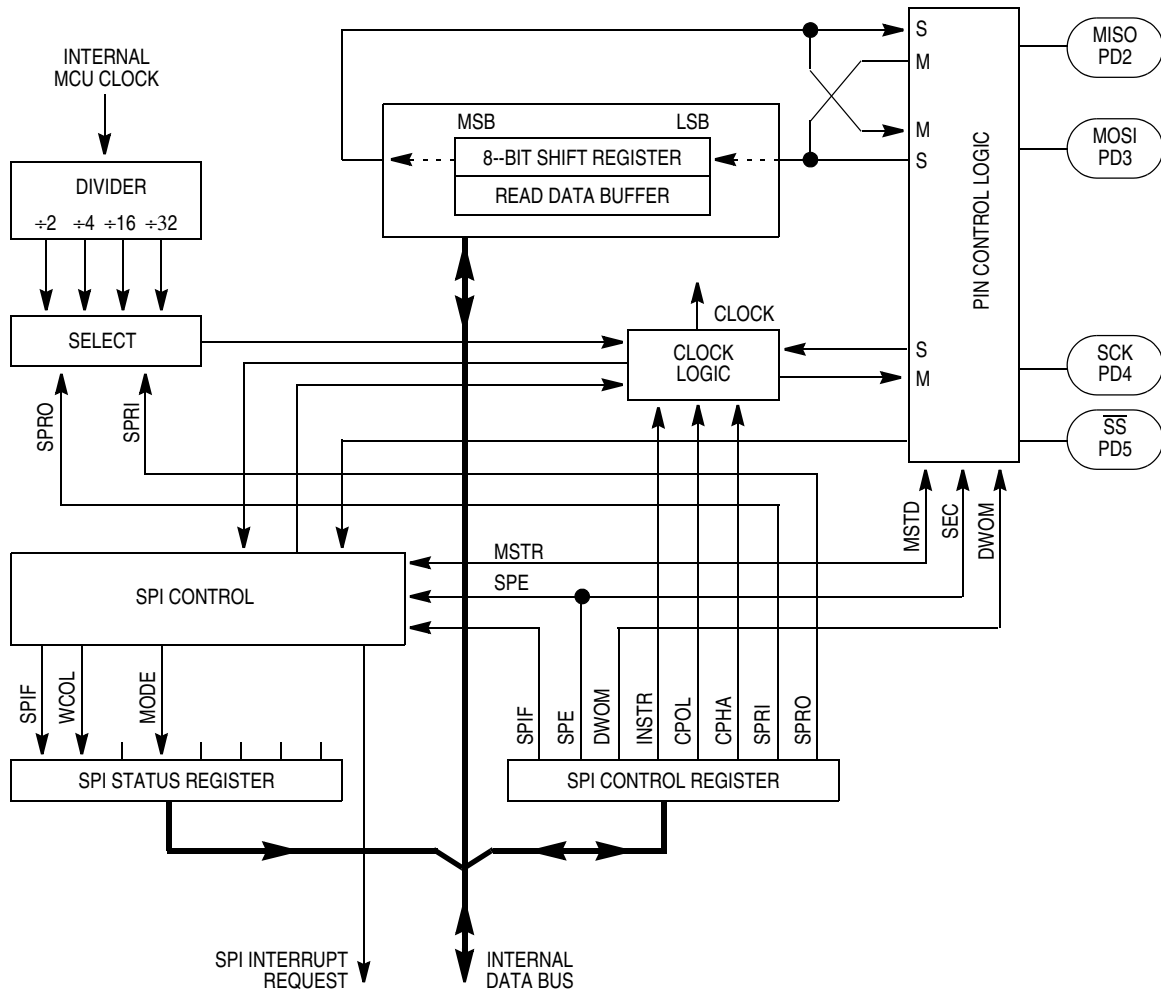 INTERNAL
MCU CLOCK
DIVIDER
÷2 ÷4 ÷16 ÷32
SELECT
SPRO
SPRI
MSB LSB
8--BIT SHIFT REGISTER
READ DATA BUFFER
CLOCK
CLOCK
LOGIC
S
M
M
S
S
M
PIN CONTROL LOGIC
MISO
PD2
MOSI
PD3
SCK
PD4
SS
PD5
MSTD
SEC
DWOM
MSTR
SPE
SPI CONTROL
SPIF
WCOL
MODE
SPI STATUS REGISTER
SPIF
SPE
DWOM
INSTR
CPOL
CPHA
SPRI
SPRO
SPI CONTROL REGISTER
SPI INTERRUPT
REQUEST
INTERNAL
DATA BUS